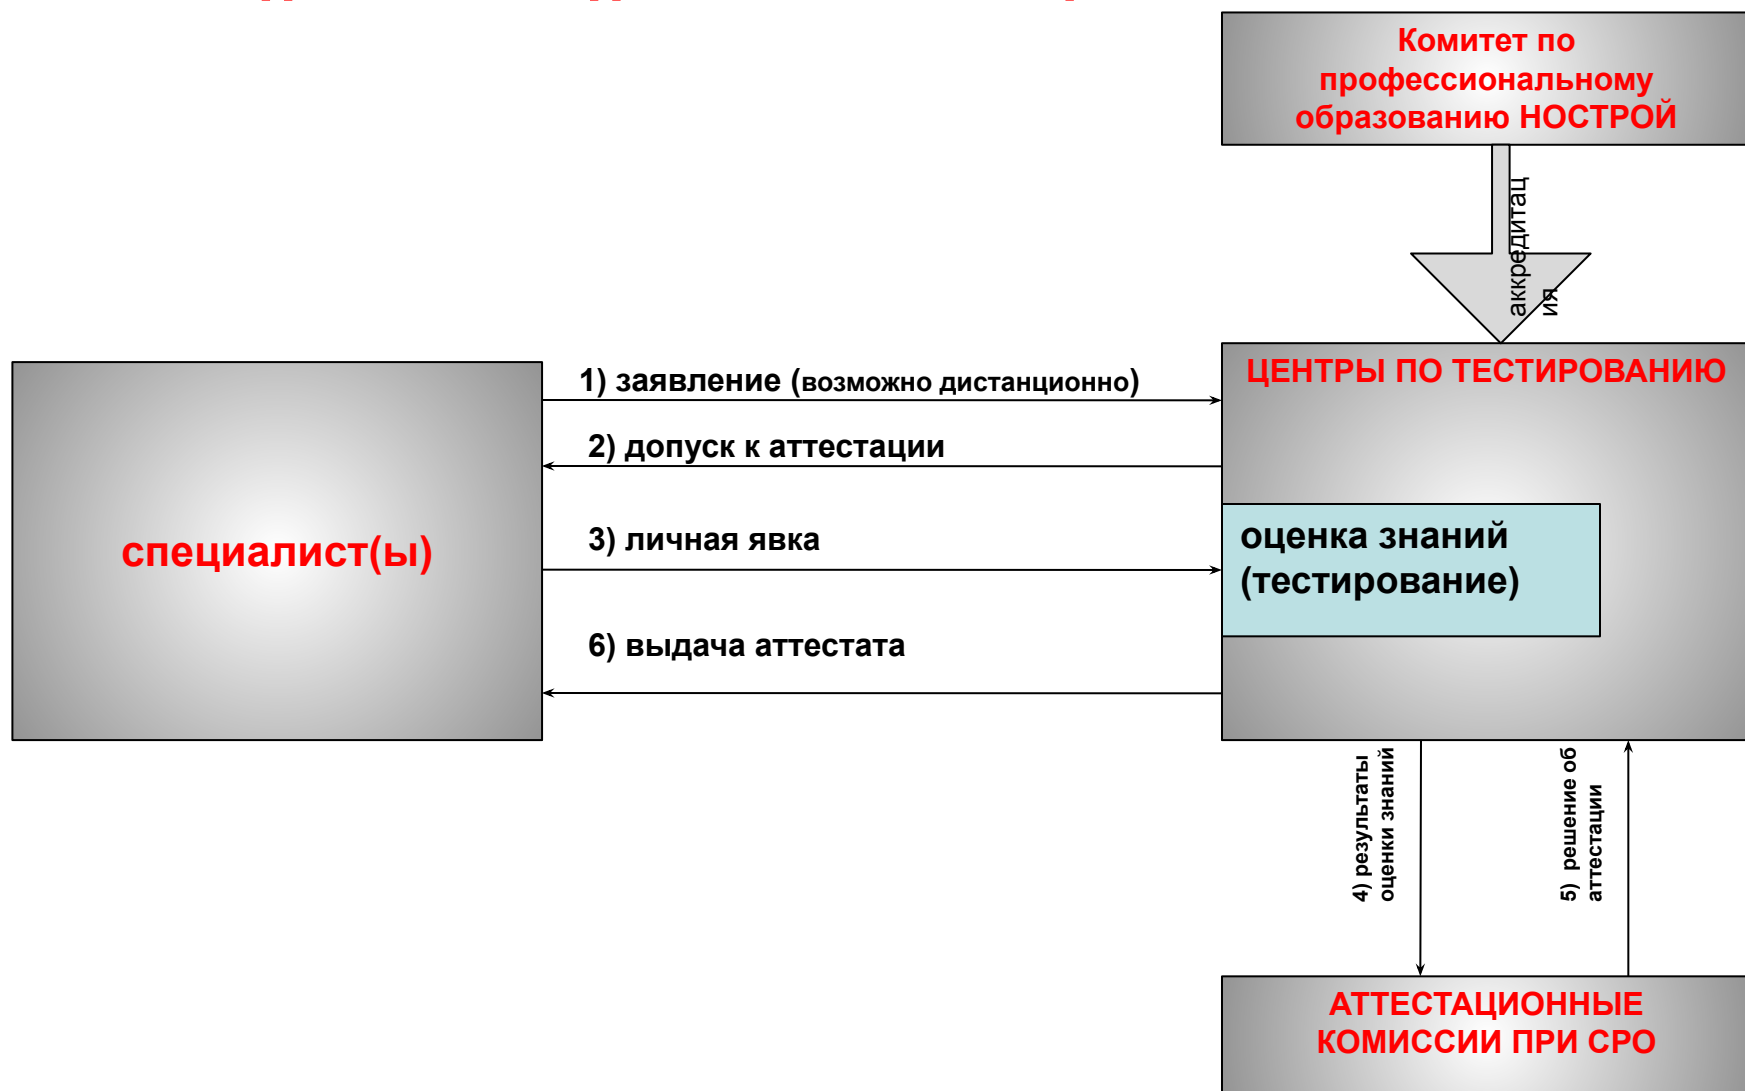 Комитет по
профессиональному
образованию НОСТРОЙ
аккредитац
ия
ЦЕНТРЫ ПО ТЕСТИРОВАНИЮ
1) заявление (возможно дистанционно)
2) допуск к аттестации
специалист(ы)
3) личная явка
оценка знаний
(тестирование)
6) выдача аттестата
4) результаты
оценки знаний
5) решение об
аттестации
АТТЕСТАЦИОННЫЕ
КОМИССИИ ПРИ СРО